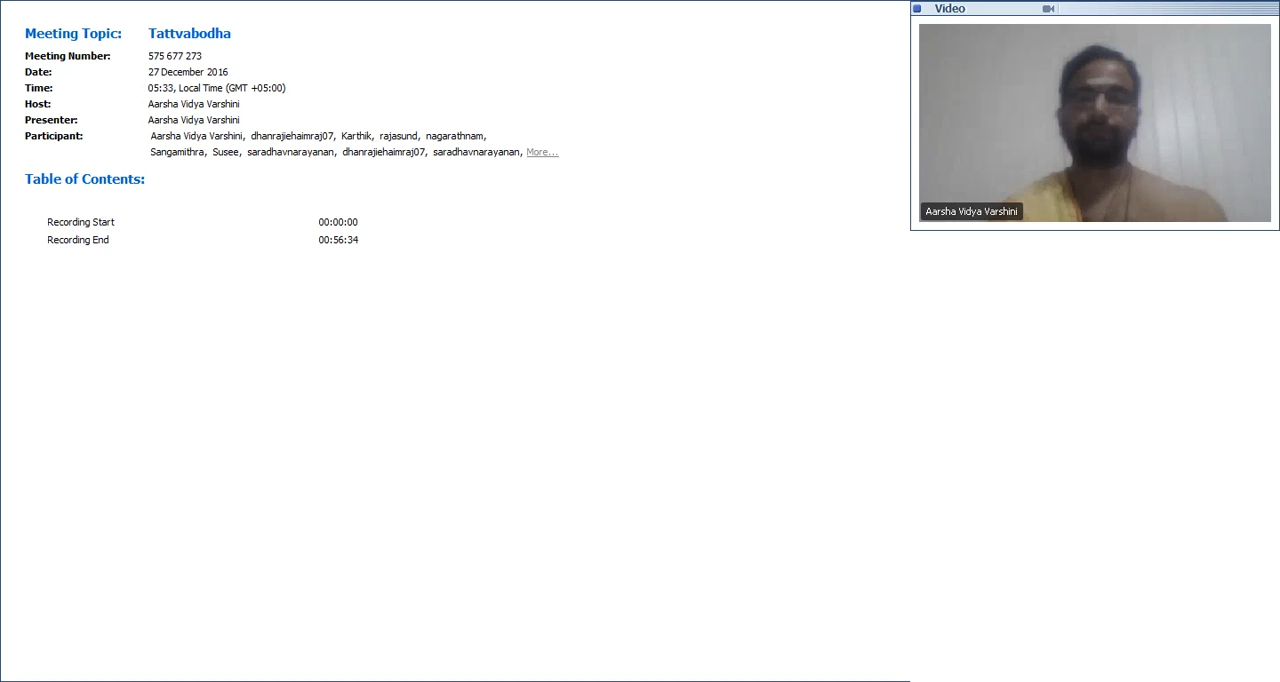 Meeting Topic: Tattvabodha
Meeting Number: 575 677 273
Date: 27 December 2016
Time: 05:33, Local Time (GMT +05:00)
Host: Aarsha Vidya Varshini
Presenter: Aarsha Vidya Varshini
Participant: Aarsha Vidya Varshini, dhanrajiehaimraj07, Karthik, rajasund, nagarathnam,
Sangamithra, Susee, saradhavnarayanan, dhanrajiehaimraj07, saradhavnarayanan, More...
Table of Contents:
Recording Start 00:00:00
Recording End 00:56:34
Video
Aarsha Vidya Varshini